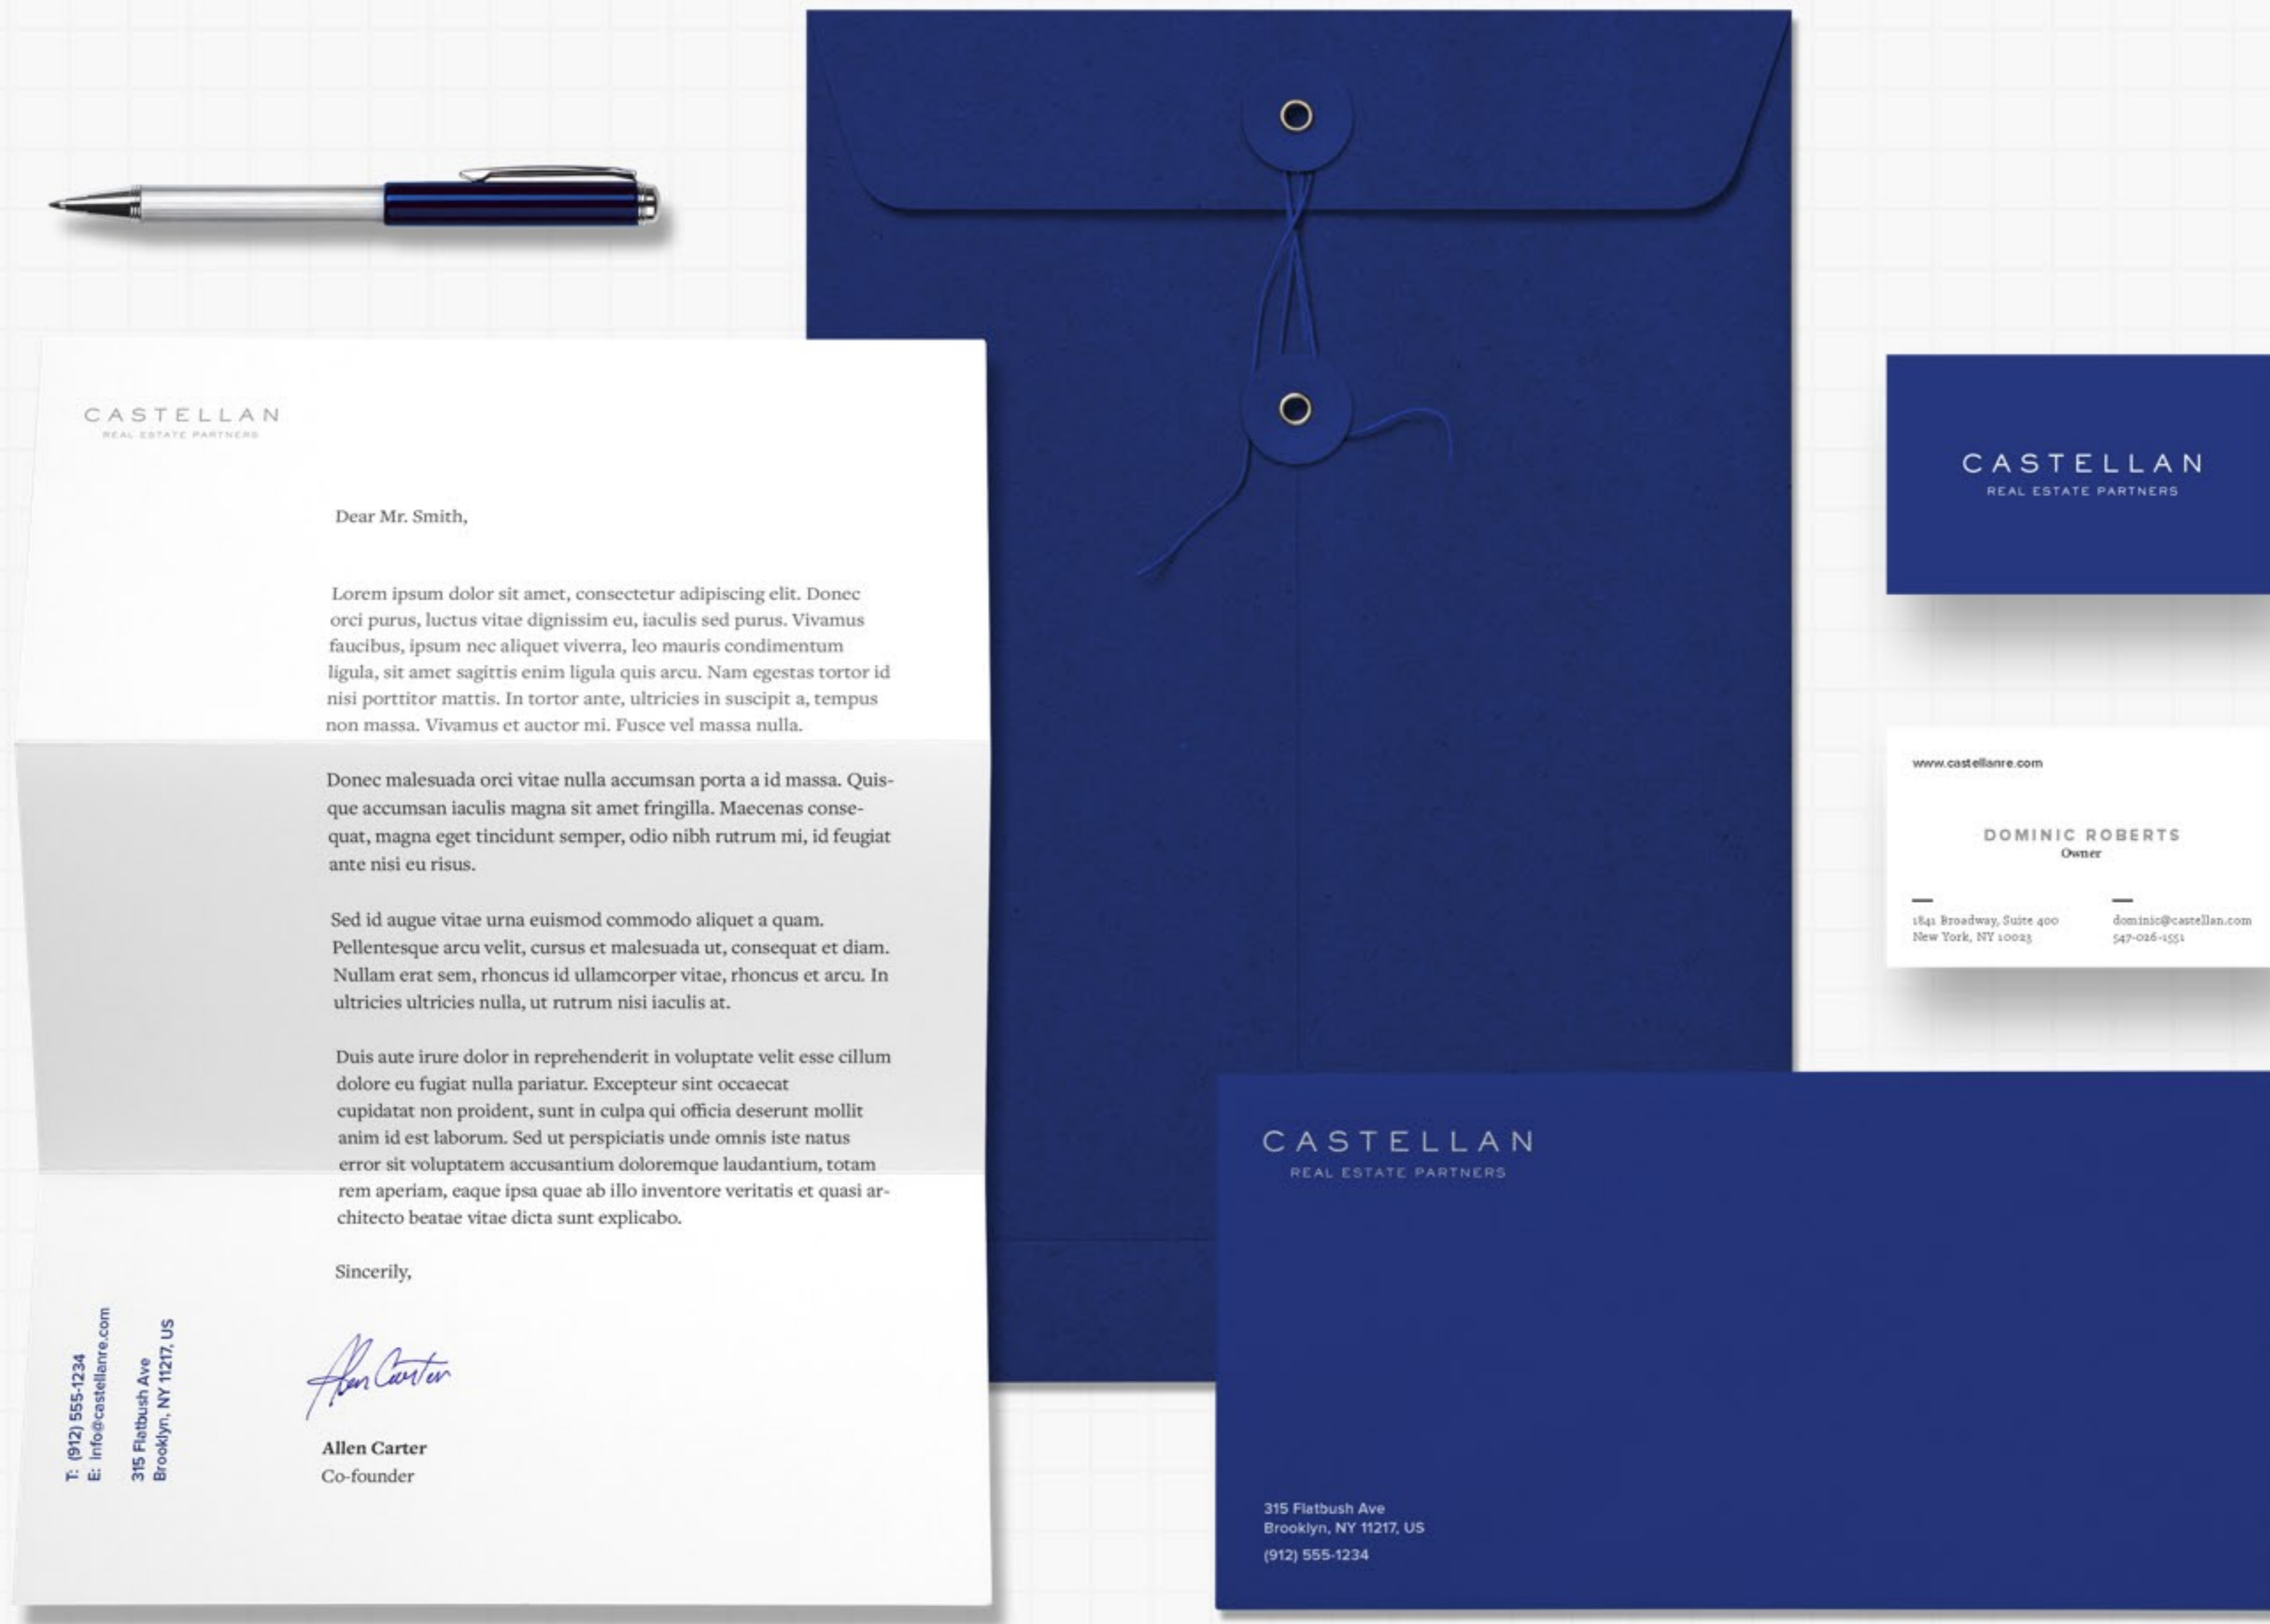 CASTELLAN
REAL ESTATE PARTNERS
Dear Mr. Smith,
Lorem ipsum dolor sit amet, consectetur adipiscing elit. Donec
orci purus, luctus vitae dignissim eu, iaculis sed purus. Vivamus
faucibus, ipsum nec aliquet viverra, leo mauris condimentum
ligula, sit amet sagittis enim ligula quis arcu. Nam egestas tortor id
nisi porttitor mattis. In tortor ante, ultricies in suscipit a, tempus
non massa. Vivamus et auctor mi. Fusce vel massa nulla.
Donec malesuada orci vitae nulla accumsan porta a id massa. Quis-
que accumsan iaculis magna sit amet fringilla. Maecenas conse-
quat, magna eget tincidunt semper, odio nibh rutrum mi, id feugiat
ante nisi eu risus.
Sed id augue vitae urna euismod commodo aliquet a quam.
Pellentesque arcu velit, cursus et malesuada ut, consequat et diam.
Nullam erat sem, rhoncus id ullamcorper vitae, rhoncus et arcu. In
ultricies ultricies nulla, ut rutrum nisi iaculis at.
Duis aute irure dolor in reprehenderit in voluptate velit esse cillum
dolore eu fugiat nulla pariatur. Excepteur sint occaecat
cupidatat non proident, sunt in culpa qui officia deserunt mollit
anim id est laborum. Sed ut perspiciatis unde omnis iste natus
error sit voluptatem accusantium doloremque laudantium, totam
rem aperiam, eaque ipsa quae ab illo inventore veritatis et quasi ar-
chitecto beatae vitae dicta sunt explicabo.
Sincerily,
Allen Carter
Allen Carter
Co-founder
T: (912) 555-1234
E: info@castellanre.com
315 Flatbush Ave
Brooklyn, NY 11217, US
CASTELLAN
REAL ESTATE PARTNERS
www.castellanre.com
DOMINIC ROBERTS
Owner
1841 Broadway, Suite 400
New York, NY 10023
dominic@castellan.com
547-026-1551
CASTELLAN
REAL ESTATE PARTNERS
315 Flatbush Ave
Brooklyn, NY 11217, US
(912) 555-1234